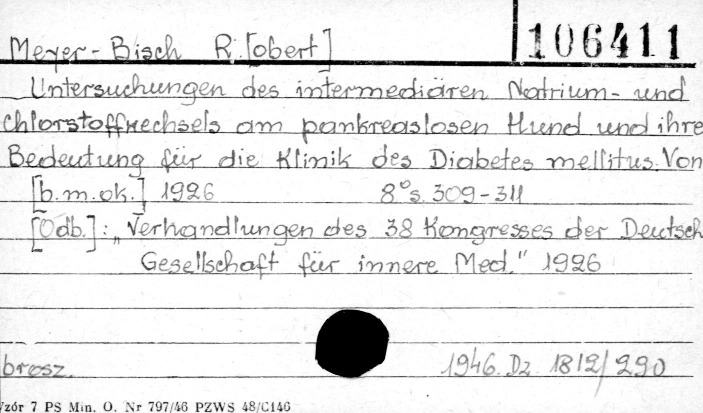 106411
Meyer-Bisch R.[obert]
Untersuchungen des intermediären Natrium- und
chlorstoffwechsels am pankreaslosen Hund und ihre
Bedeutung für die Klinik des Diabetes mellitus. Von
[b.m.ok.] 1926 8° s. 309-311
[Odb.]: „Verhandlungen des 38 Kongresses der Deutsch
Gesellschaft für innere Med." 1926
brosz. 1946. Dz. 1812/290
Wzór 7 PS Min. O. Nr 797/46 PZWS 48/C146